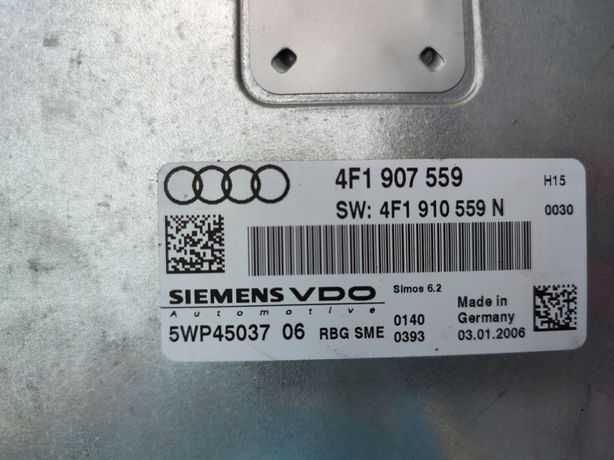 4F1 907 559 H15
SW: 4F1 910 559 N 0030
SIEMENS VDO Simos 6.2
Automotive
5WP45037 06 RBG SME 0140
0393
Made in
Germany
03.01.2006